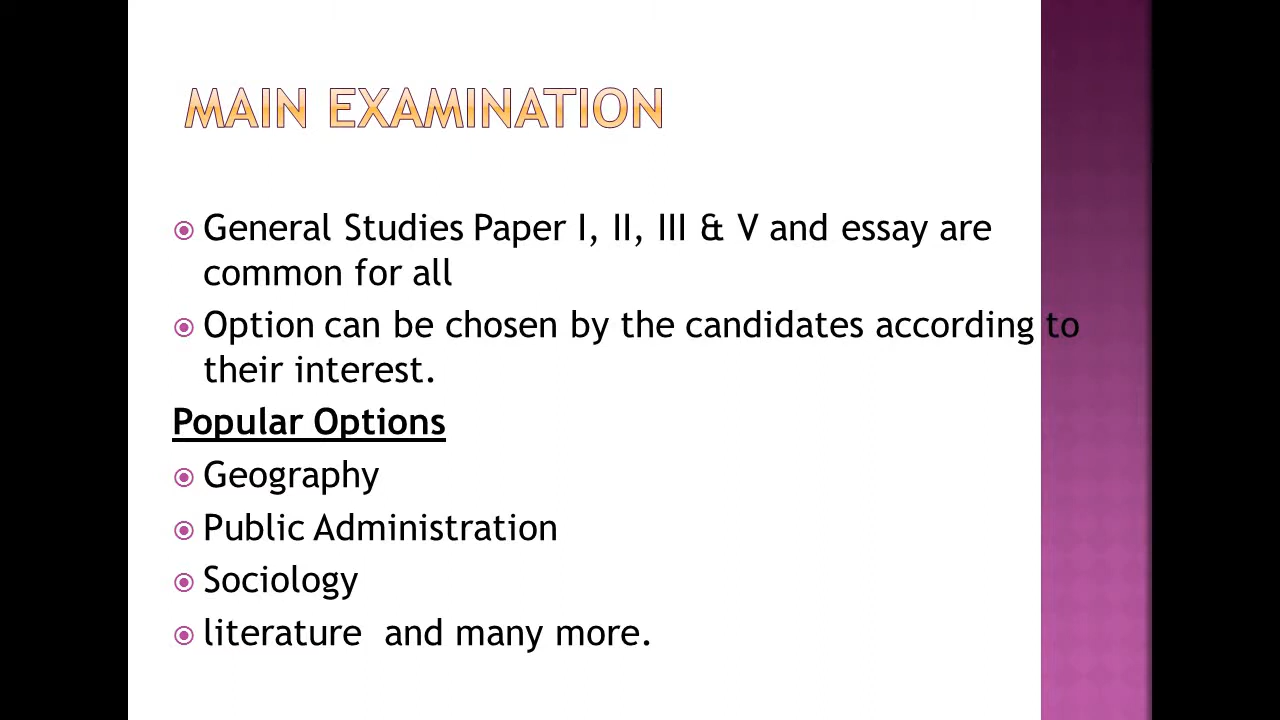 MAIN EXAMINATION
General Studies Paper I, II, III & V and essay are
common for all
Option can be chosen by the candidates according to
their interest.
Popular Options
Geography
Public Administration
Sociology
literature and many more.